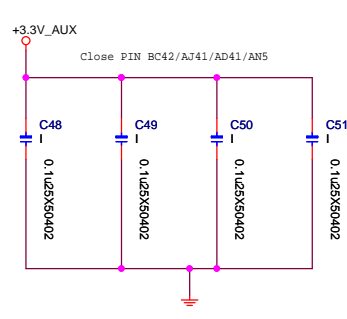 +3.3V_AUX
Close PIN BC42/AJ41/AD41/AN5
C48
I
0.1u25X50402
C49
I
0.1u25X50402
C50
I
0.1u25X50402
C51
I
0.1u25X50402